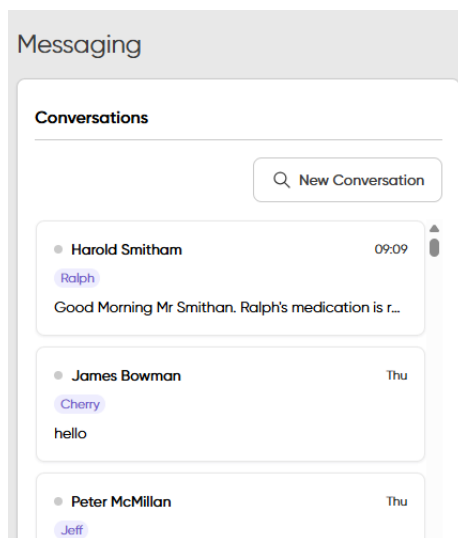 Messaging
Conversations
New Conversation
Harold Smitham 09:09
Ralph
Good Morning Mr Smithan. Ralph's medication is r...
James Bowman Thu
Cherry
hello
Peter McMillan Thu
Jeff